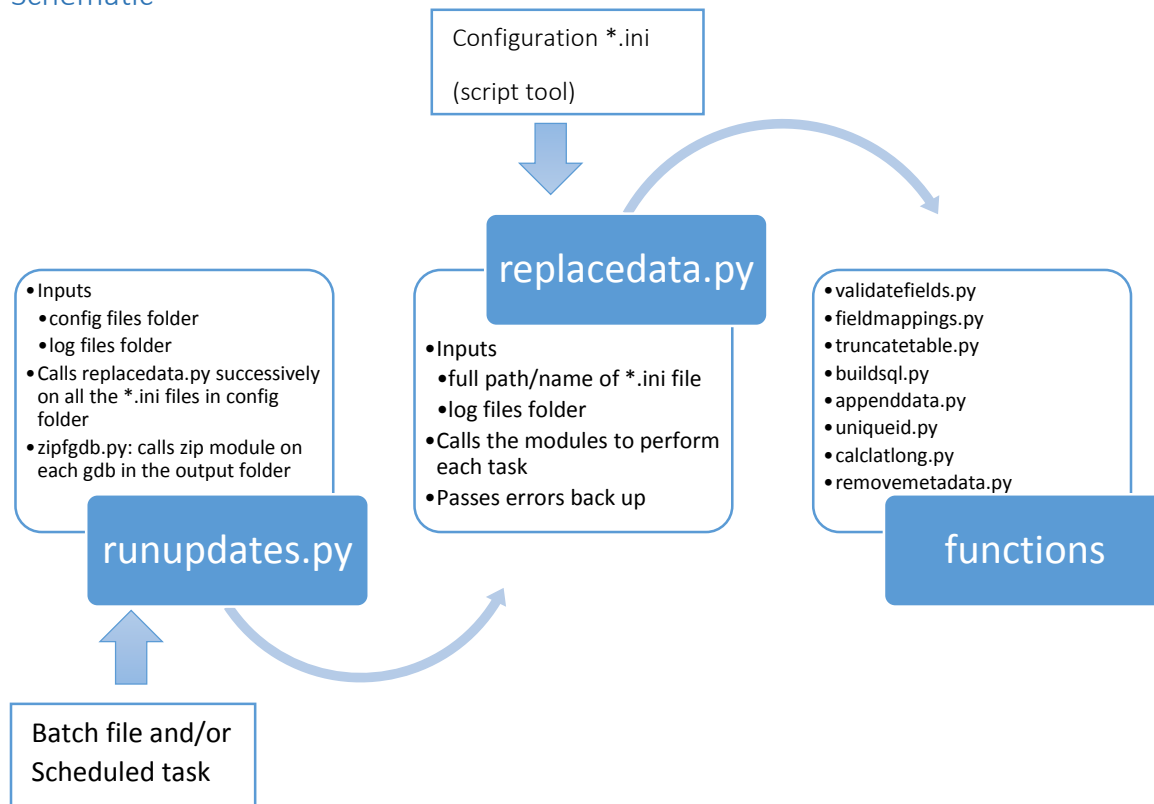 Schematic
Configuration *.ini
(script tool)
replacedata.py
•Inputs
•config files folder
•log files folder
•Calls replacedata.py successively
on all the *.ini files in config
folder
•zipfgdb.py: calls zip module on
each gdb in the output folder
runupdates.py
•Inputs
•full path/name of *.ini file
•log files folder
•Calls the modules to perform
each task
•Passes errors back up
•validatefields.py
•fieldmappings.py
•truncatetable.py
•buildsql.py
•appenddata.py
•uniqueid.py
•calclatlong.py
•removemetadata.py
functions
Batch file and/or
Scheduled task